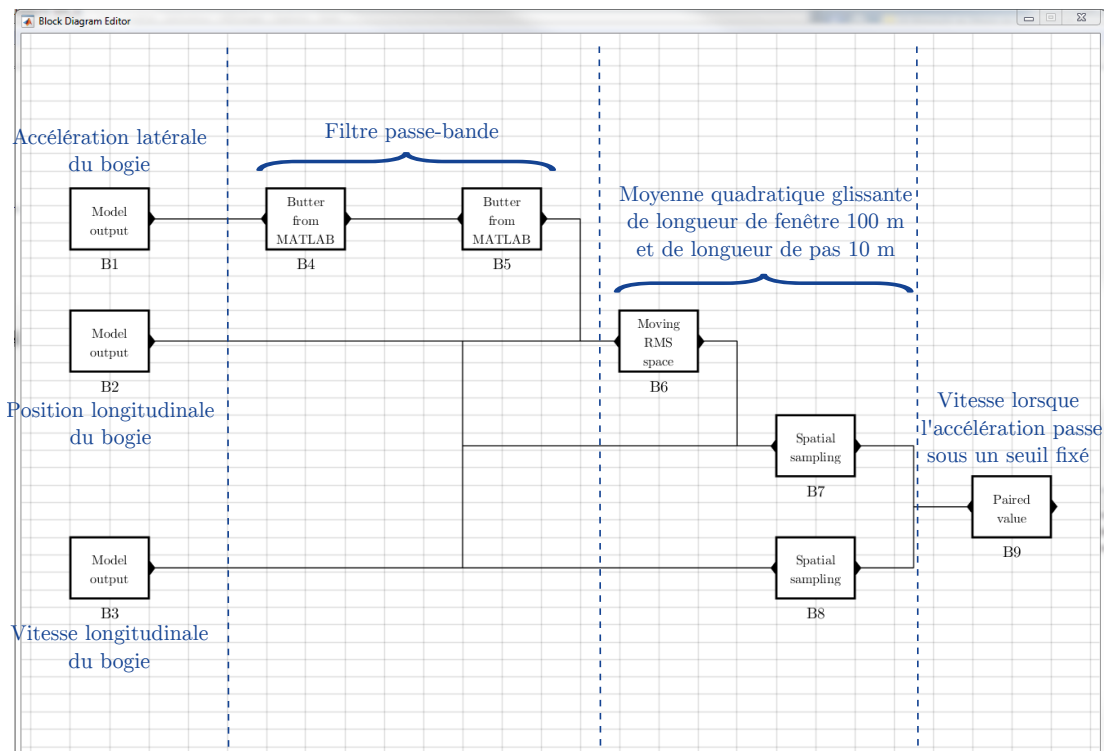 Block Diagram Editor
Accélération latérale
du bogie
Filtre passe-bande
Moyenne quadratique glissante
de longueur de fenêtre 100 m
et de longueur de pas 10 m
Model
output
B1
Butter
from
MATLAB
B4
Butter
from
MATLAB
B5
Model
output
B2
Moving
RMS
space
B6
Position longitudinale
du bogie
Vitesse lorsque
l'accélération passe
sous un seuil fixé
Spatial
sampling
B7
Paired
value
B9
Model
output
B3
Spatial
sampling
B8
Vitesse longitudinale
du bogie